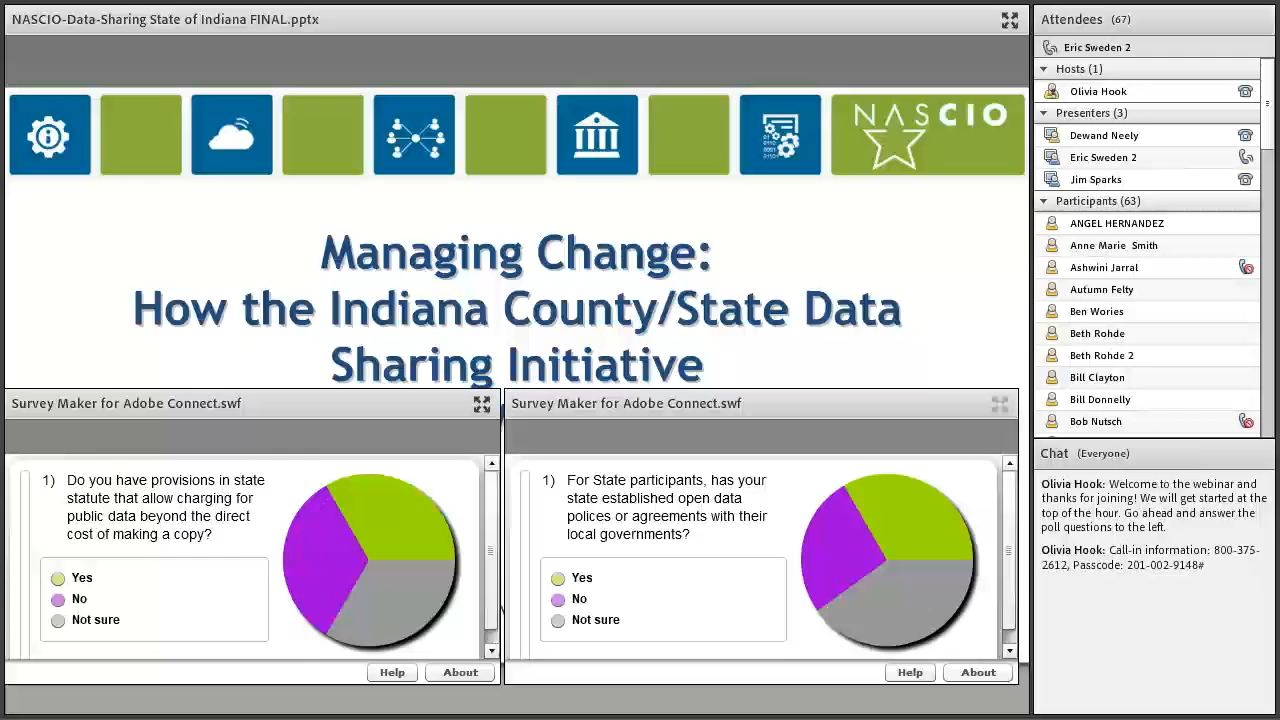 NASCIO-Data-Sharing State of Indiana FINAL.pptx
NASCIO
Managing Change:
How the Indiana County/State Data
Sharing Initiative
Survey Maker for Adobe Connect.swf
1) Do you have provisions in state
statute that allow charging for
public data beyond the direct
cost of making a copy?
Yes
No
Not sure
Help
About
Survey Maker for Adobe Connect.swf
1) For State participants, has your
state established open data
polices or agreements with their
local governments?
Yes
No
Not sure
Help
About
Attendees (67)
Eric Sweden 2
Hosts (1)
Olivia Hook
Presenters (3)
Dewand Neely
Eric Sweden 2
Jim Sparks
Participants (63)
ANGEL HERNANDEZ
Anne Marie Smith
Ashwini Jarral
Autumn Felty
Ben Wories
Beth Rohde
Beth Rohde 2
Bill Clayton
Bill Donnelly
Bob Nutsch
Chat (Everyone)
Olivia Hook: Welcome to the webinar and
thanks for joining! We will get started at the
top of the hour. Go ahead and answer the
poll questions to the left.
Olivia Hook: Call-in information: 800-375-
2612, Passcode: 201-002-9148#